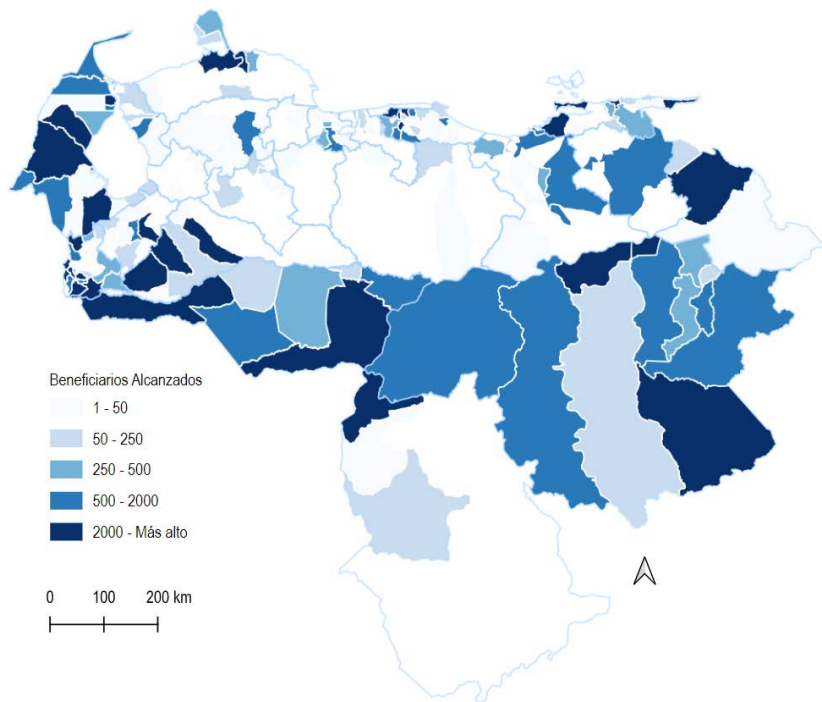 Beneficiarios Alcanzados
1 - 50
50 - 250
250 - 500
500 - 2000
2000 - Más alto
0 100 200 km